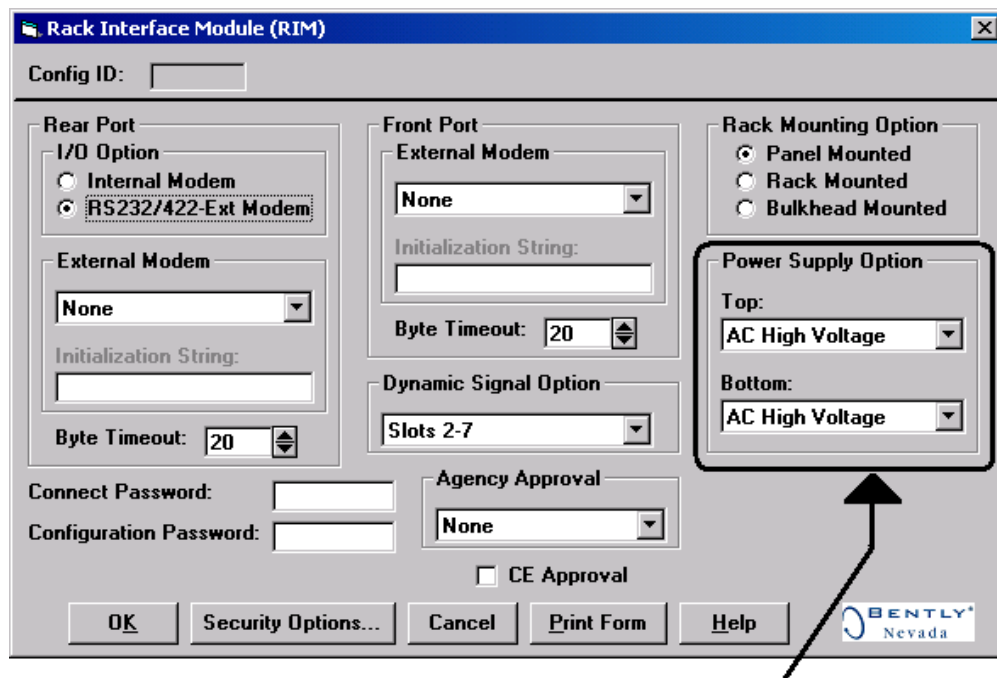 Rack Interface Module (RIM)
Config ID:
Rear Port
I/O Option
Internal Modem
RS232/422-Ext Modem
External Modem
None
Initialization String:
Byte Timeout: 20
Front Port
External Modem
None
Initialization String:
Byte Timeout: 20
Dynamic Signal Option
Slots 2-7
Rack Mounting Option
Panel Mounted
Rack Mounted
Bulkhead Mounted
Power Supply Option
Top:
AC High Voltage
Bottom:
AC High Voltage
Connect Password:
Configuration Password:
Agency Approval
None
CE Approval
OK
Security Options...
Cancel
Print Form
Help
BENTLY
Nevada